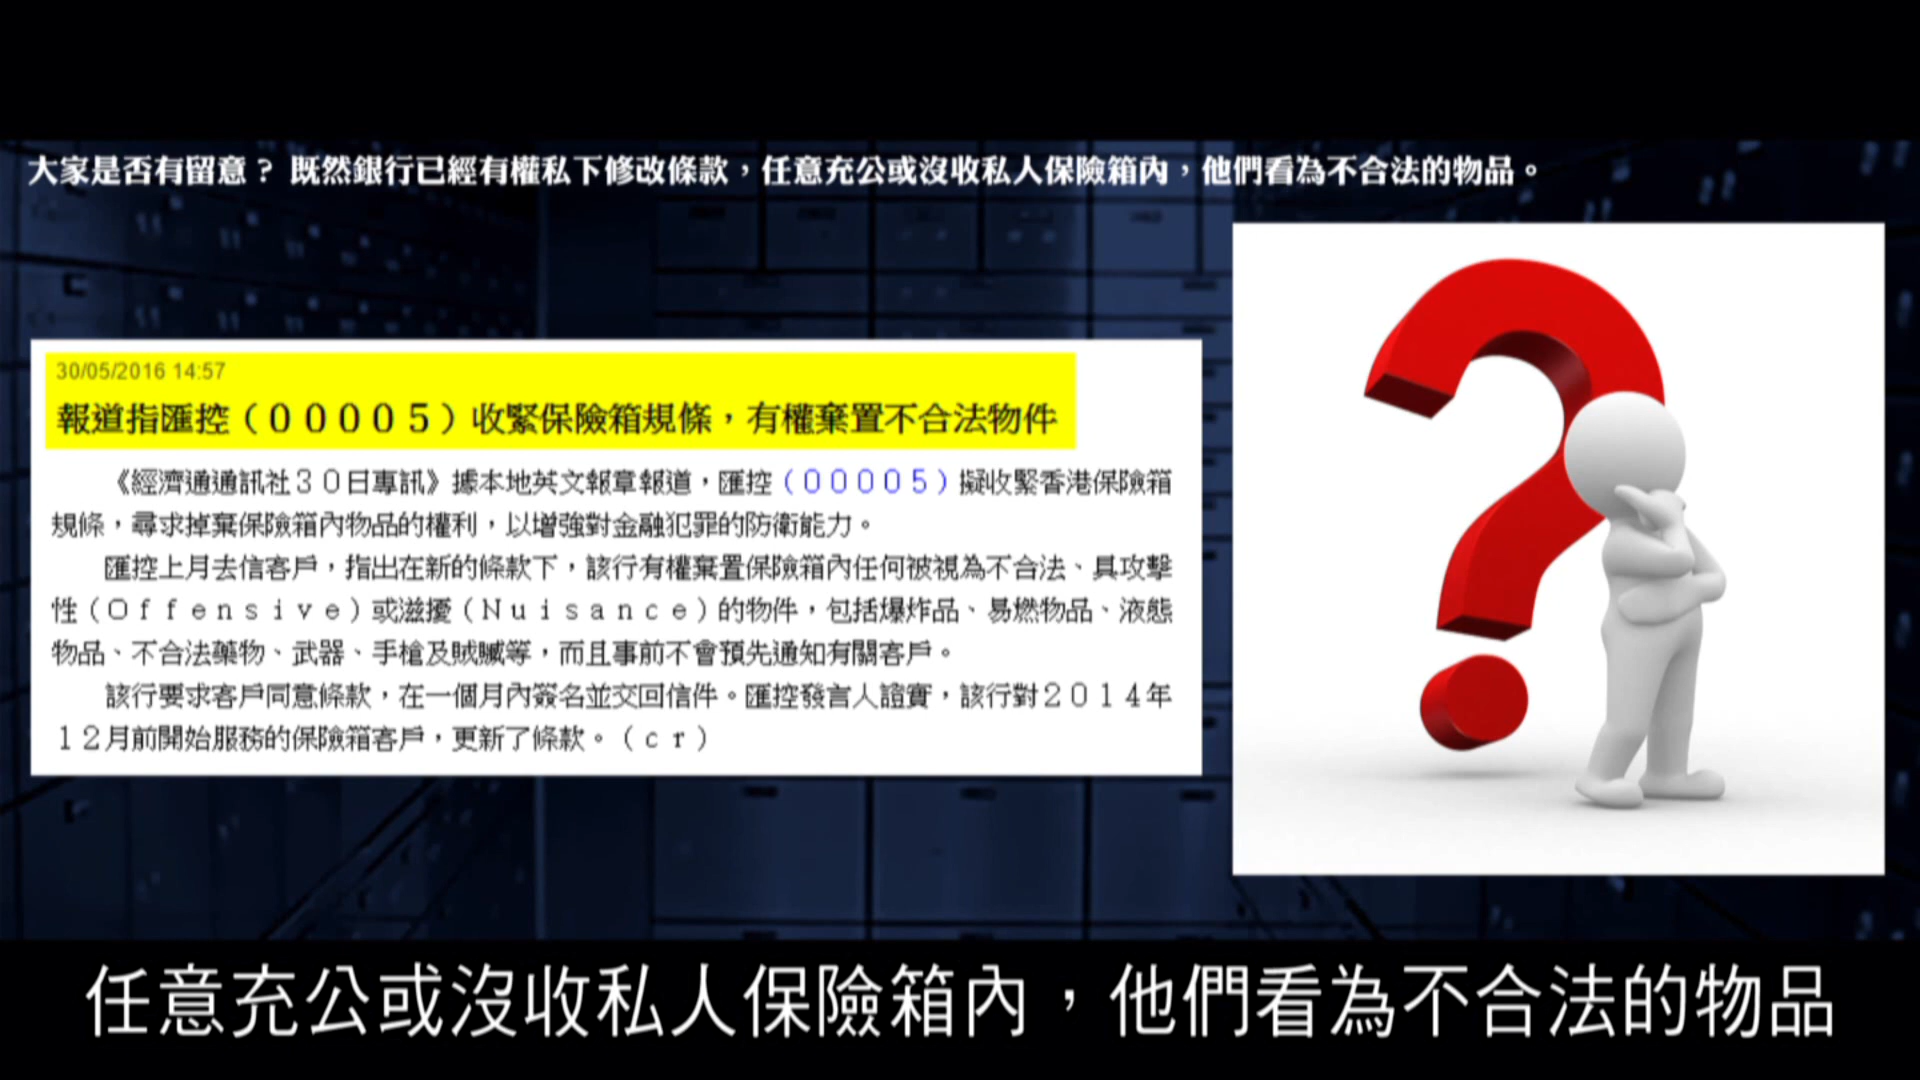 大家是否有留意？ 既然銀行已經有權私下修改條款，任意充公或沒收私人保險箱內，他們看為不合法的物品。
30/05/2016 14:57
報道指匯控（０００５）收緊保險箱規條，有權棄置不合法物件
《經濟通通訊社３０日專訊》據本地英文報章報道，匯控（０００５）擬收緊香港保險箱
規條，尋求掉棄保險箱內物品的權利，以增強對金融犯罪的防衛能力。
匯控上月去信客戶，指出在新的條款下，該行有權棄置保險箱內任何被視為不合法、具攻擊
性（Ｏｆｆｅｎｓｉｖｅ）或滋擾（Ｎｕｉｓａｎｃｅ）的物件，包括爆炸品、易燃物品、液態
物品、不合法藥物、武器、手槍及賊贓等，而且事前不會預先通知有關客戶。
該行要求客戶同意條款，在一個月內簽名並交回信件。匯控發言人證實，該行對２０１４年
１２月前開始服務的保險箱客戶，更新了條款。（ｃｒ）
任意充公或沒收私人保險箱內，他們看為不合法的物品